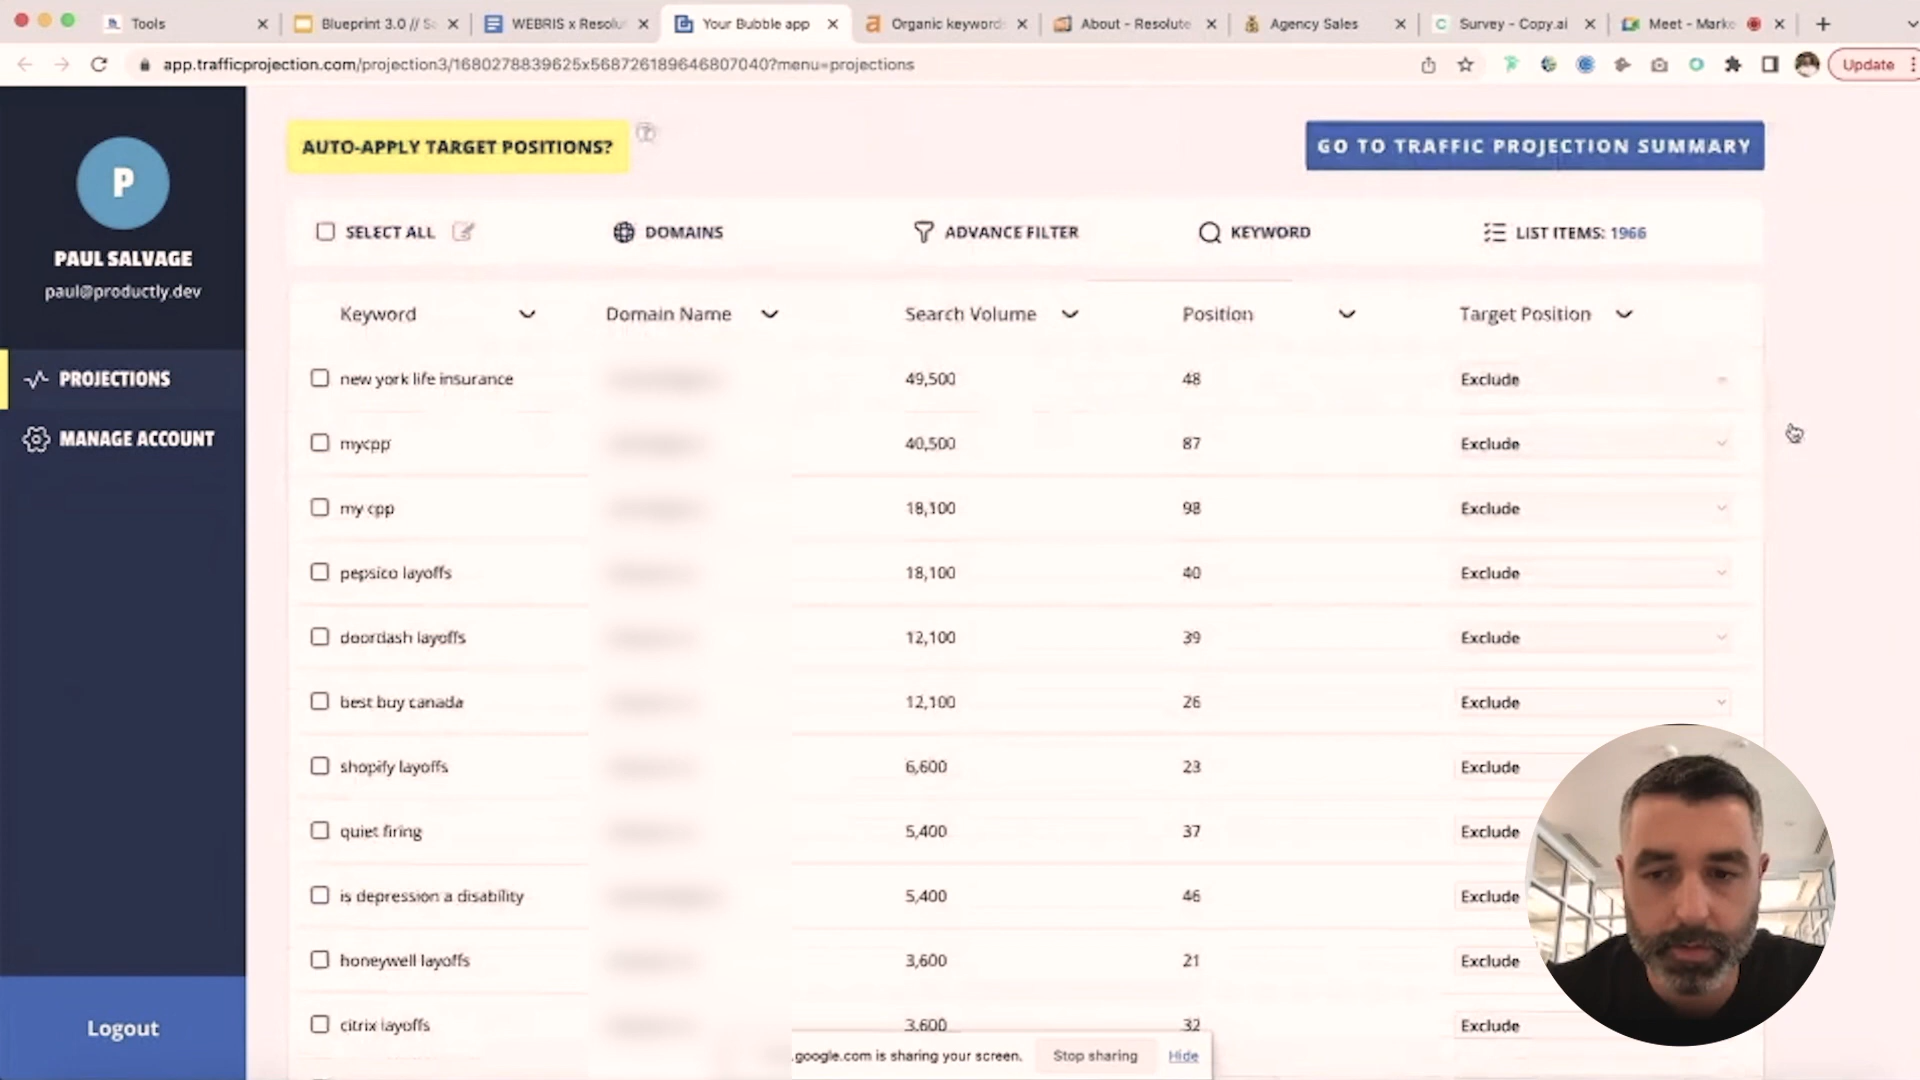 Tools
Blueprint 3.0 // Sa
WEBRIS x Resolut
Your Bubble app
Organic keyword
About - Resolute
Agency Sales
Survey - Copy.ai
Meet - Marke
app.trafficprojection.com/projection3/1680278839625x568726189646807040?menu=projections
Update
AUTO-APPLY TARGET POSITIONS?
GO TO TRAFFIC PROJECTION SUMMARY
P
PAUL SALVAGE
paul@productly.dev
PROJECTIONS
MANAGE ACCOUNT
Logout
SELECT ALL DOMAINS ADVANCE FILTER KEYWORD LIST ITEMS: 1966
Keyword Domain Name Search Volume Position Target Position
new york life insurance 49,500 48 Exclude
mycpp 40,500 87 Exclude
my cpp 18,100 98 Exclude
pepsico layoffs 18,100 40 Exclude
doordash layoffs 12,100 39 Exclude
best buy canada 12,100 26 Exclude
shopify layoffs 6,600 23 Exclude
quiet firing 5,400 37 Exclude
is depression a disability 5,400 46 Exclude
honeywell layoffs 3,600 21 Exclude
citrix layoffs 3,600 32 Exclude
.google.com is sharing your screen. Stop sharing Hide